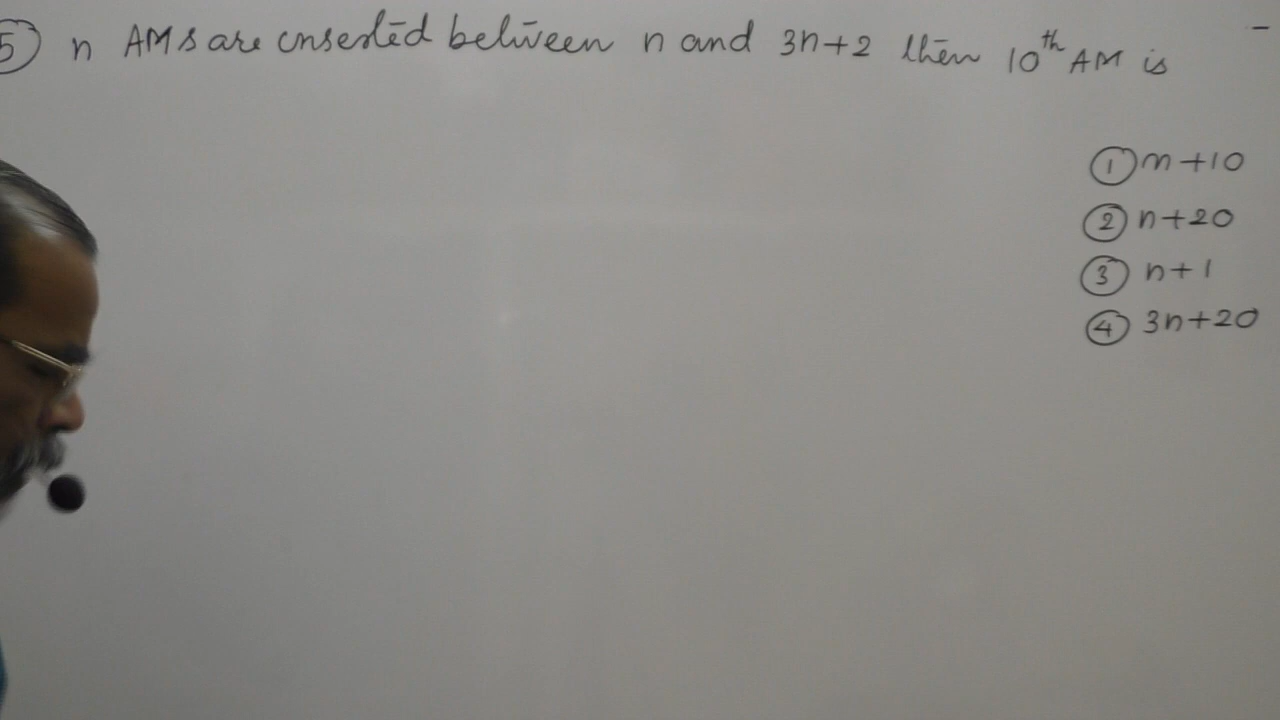 5 n AMs are inserted between n and 3n+2 then 10th AM is
1 n+10
2 n+20
3 n+1
4 3n+20